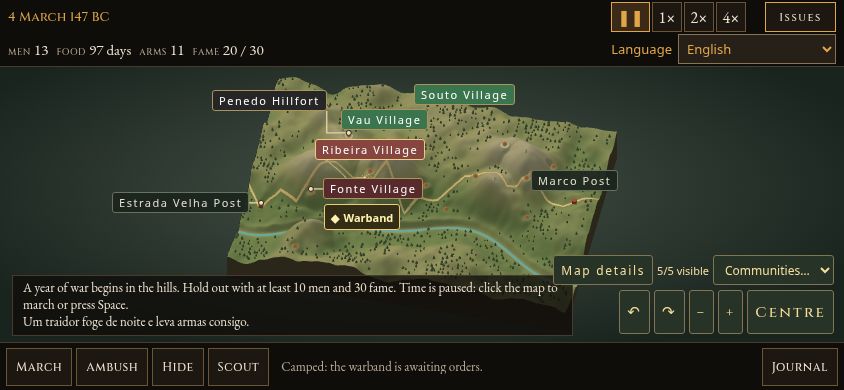 4 March 147 BC
❚❚ 1× 2× 4× Issues
MEN 13 FOOD 97 days ARMS 11 FAME 20 / 30
Language English
Souto Village
Penedo Hillfort
Vau Village
Ribeira Village
Marco Post
Fonte Village
Estrada Velha Post
◆ Warband
Map details 5/5 visible Communities...
A year of war begins in the hills. Hold out with at least 10 men and 30 fame. Time is paused: click the map to
march or press Space.
Um traidor foge de noite e leva armas consigo.
↶ ↷ − + Centre
March Ambush Hide Scout Camped: the warband is awaiting orders. Journal